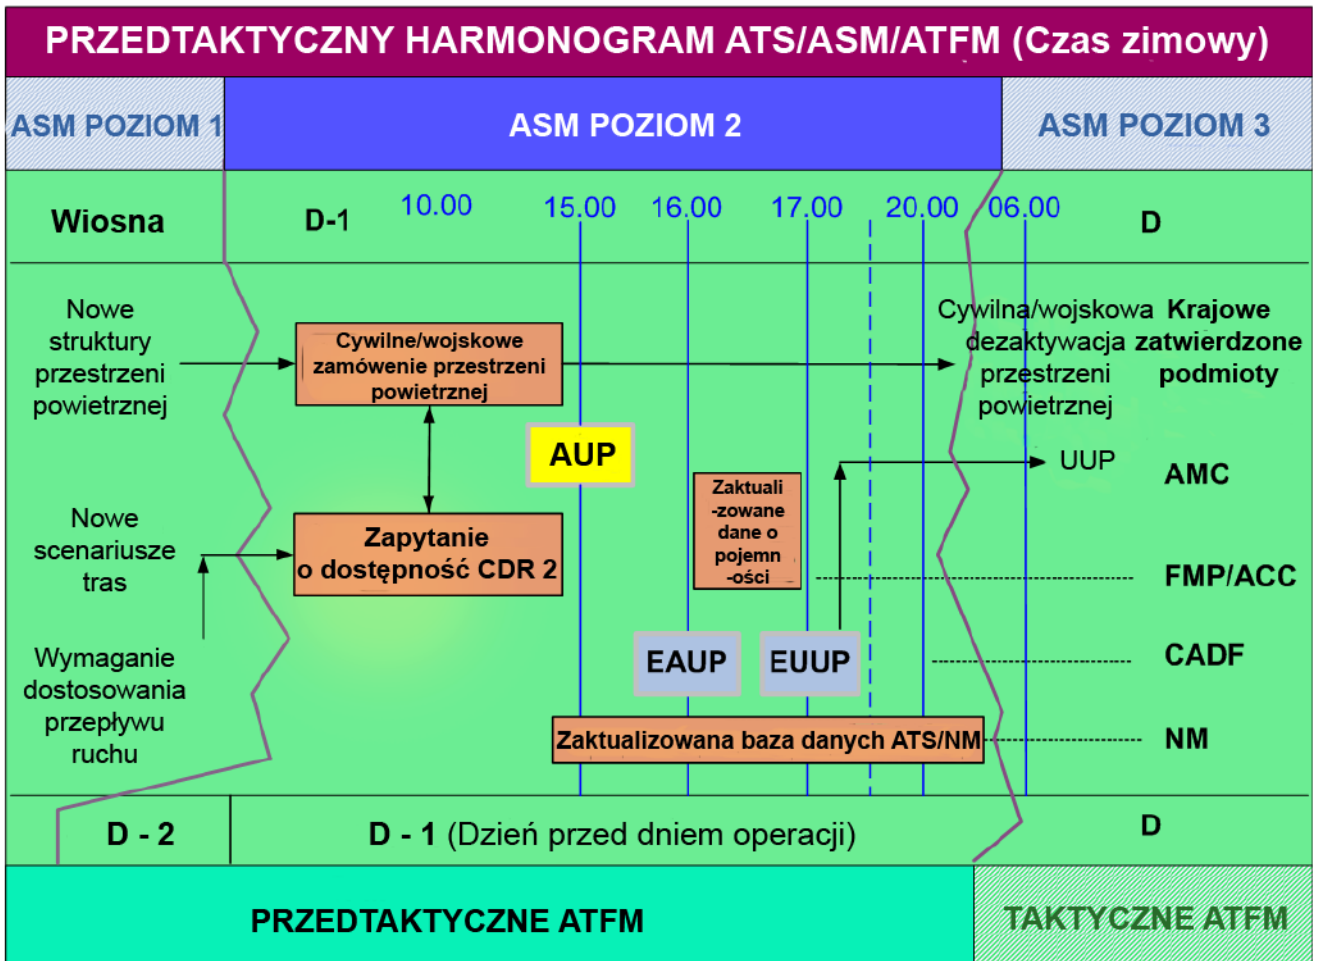 PRZEDTAKTYCZNY HARMONOGRAM ATS/ASM/ATFM (Czas zimowy)
ASM POZIOM 1
ASM POZIOM 2
ASM POZIOM 3
Wiosna
D-1
10.00
15.00
16.00
17.00
20.00
06.00
D
Nowe
struktury
przestrzeni
powietrznej
Cywilne/wojskowe
zamówenie przestrzeni
powietrznej
Cywilna/wojskowa
dezaktywacja
przestrzeni
powietrznej
Krajowe
zatwierdzone
podmioty
AUP
UUP
AMC
Zaktuali
-zowane
dane o
pojemn
-ości
Nowe
scenariusze
tras
Zapytanie
o dostępność CDR 2
FMP/ACC
Wymaganie
dostosowania
przepływu
ruchu
EAUP
EUUP
CADF
Zaktualizowana baza danych ATS/NM
NM
D - 2
D - 1 (Dzień przed dniem operacji)
D
PRZEDTAKTYCZNE ATFM
TAKTYCZNE ATFM